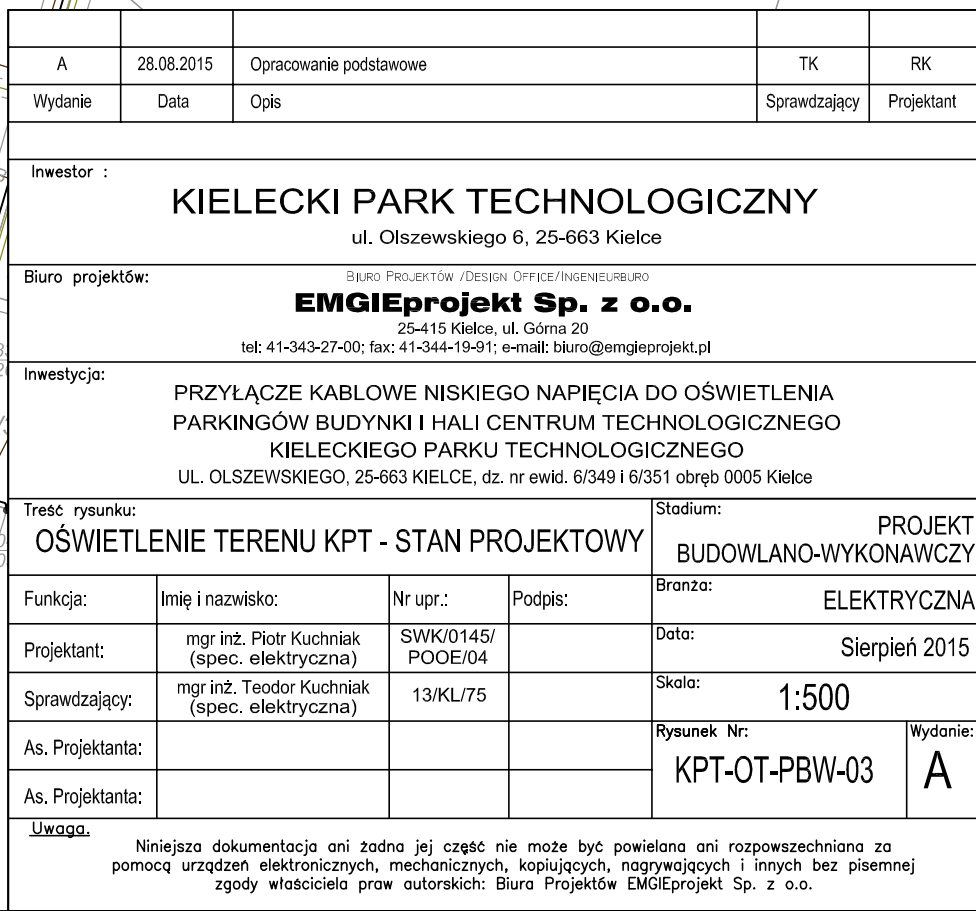 A 28.08.2015 Opracowanie podstawowe TK RK
Wydanie Data Opis Sprawdzający Projektant
Inwestor :
KIELECKI PARK TECHNOLOGICZNY
ul. Olszewskiego 6, 25-663 Kielce
Biuro projektów:
BIURO PROJEKTÓW /DESIGN OFFICE/INGENIEURBURO
EMGIEprojekt Sp. z o.o.
25-415 Kielce, ul. Górna 20
tel: 41-343-27-00; fax: 41-344-19-91; e-mail: biuro@emgieprojekt.pl
Inwestycja:
PRZYŁĄCZE KABLOWE NISKIEGO NAPIĘCIA DO OŚWIETLENIA
PARKINGÓW BUDYNKI I HALI CENTRUM TECHNOLOGICZNEGO
KIELECKIEGO PARKU TECHNOLOGICZNEGO
UL. OLSZEWSKIEGO, 25-663 KIELCE, dz. nr ewid. 6/349 i 6/351 obręb 0005 Kielce
Treść rysunku:
OŚWIETLENIE TERENU KPT - STAN PROJEKTOWY
Stadium:
PROJEKT
BUDOWLANO-WYKONAWCZY
Funkcja: Imię i nazwisko: Nr upr.: Podpis:
Branża:
ELEKTRYCZNA
Projektant: mgr inż. Piotr Kuchniak
(spec. elektryczna)
SWK/0145/
POOE/04
Data:
Sierpień 2015
Sprawdzający: mgr inż. Teodor Kuchniak
(spec. elektryczna)
13/KL/75
Skala:
1:500
As. Projektanta:
As. Projektanta:
Rysunek Nr:
KPT-OT-PBW-03
Wydanie:
A
Uwaga.
Niniejsza dokumentacja ani żadna jej część nie może być powielana ani rozpowszechniana za
pomocą urządzeń elektronicznych, mechanicznych, kopiujących, nagrywających i innych bez pisemnej
zgody właściciela praw autorskich: Biura Projektów EMGIEprojekt Sp. z o.o.